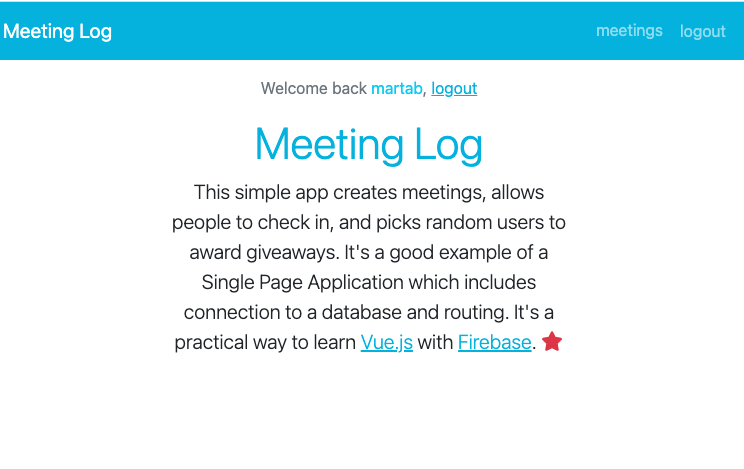 Meeting Log
meetings logout
Welcome back martab, logout
Meeting Log
This simple app creates meetings, allows
people to check in, and picks random users to
award giveaways. It's a good example of a
Single Page Application which includes
connection to a database and routing. It's a
practical way to learn Vue.js with Firebase.